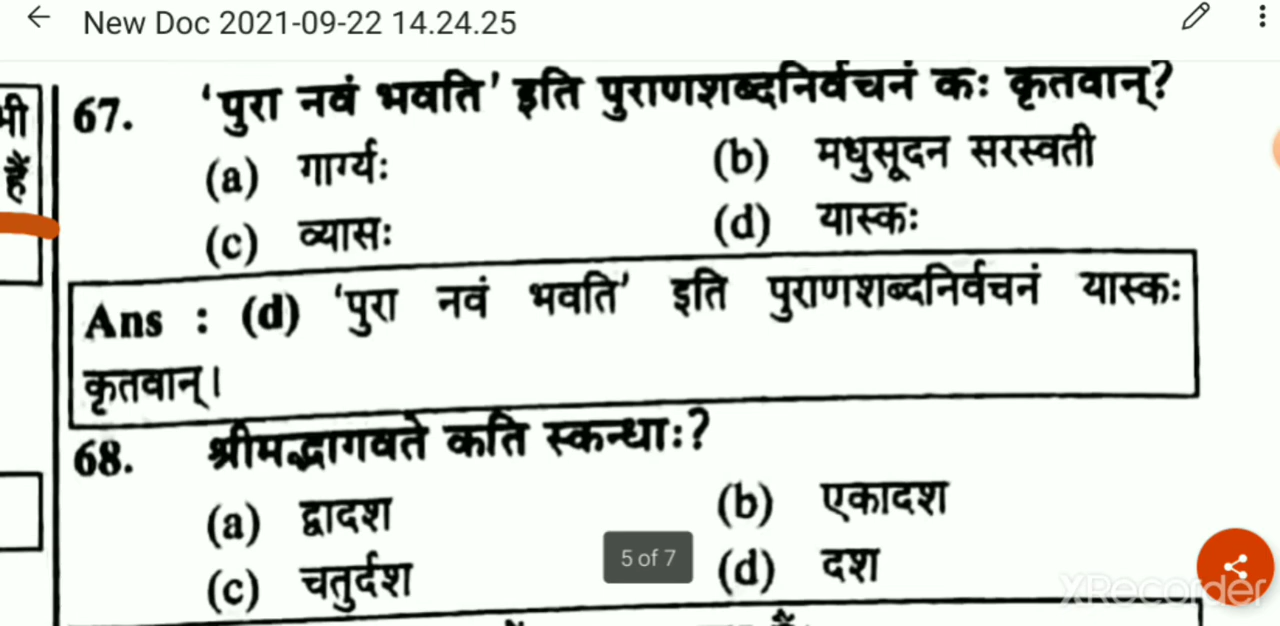 New Doc 2021-09-22 14.24.25
67. 'पुरा नवं भवति' इति पुराणशब्दनिर्वचनं कः कृतवान्?
(a) गार्ग्यः (b) मधुसूदन सरस्वती
(c) व्यासः (d) यास्कः
Ans : (d) 'पुरा नवं भवति' इति पुराणशब्दनिर्वचनं यास्कः
कृतवान्।
68. श्रीमद्भागवते कति स्कन्धाः?
(a) द्वादश (b) एकादश
(c) चतुर्दश (d) दश
5 of 7
XRecorder